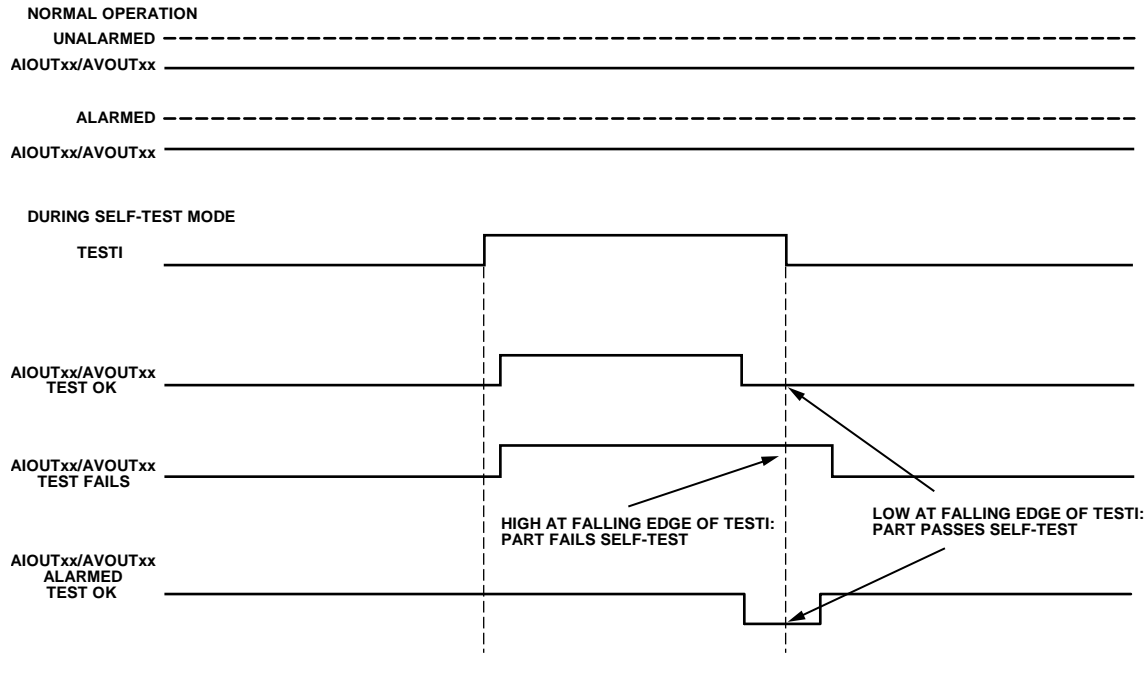 NORMAL OPERATION
UNALARMED
AIOUTxx/AVOUTxx
ALARMED
AIOUTxx/AVOUTxx
DURING SELF-TEST MODE
TESTI
AIOUTxx/AVOUTxx
TEST OK
AIOUTxx/AVOUTxx
TEST FAILS
HIGH AT FALLING EDGE OF TESTI:
PART FAILS SELF-TEST
LOW AT FALLING EDGE OF TESTI:
PART PASSES SELF-TEST
AIOUTxx/AVOUTxx
ALARMED
TEST OK